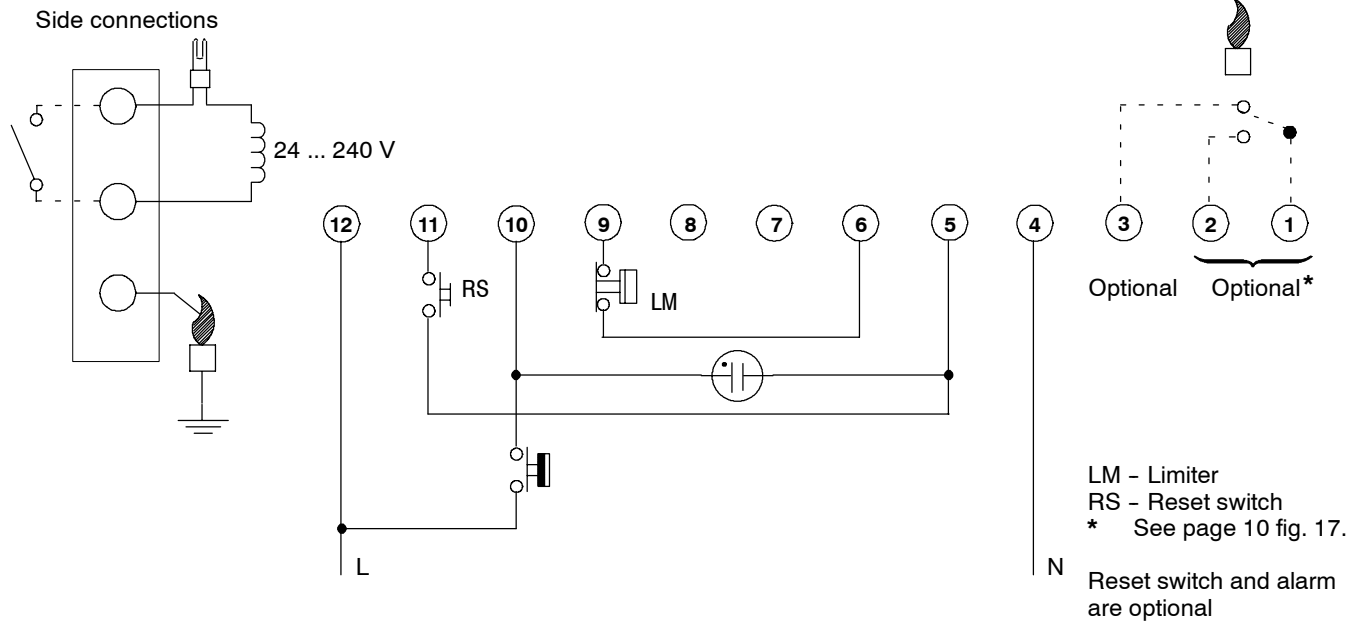 Side connections
24 ... 240 V
12 11 10 9 8 7 6 5 4 3 2 1
RS
LM
Optional Optional*
L
N
LM – Limiter
RS – Reset switch
* See page 10 fig. 17.
Reset switch and alarm
are optional